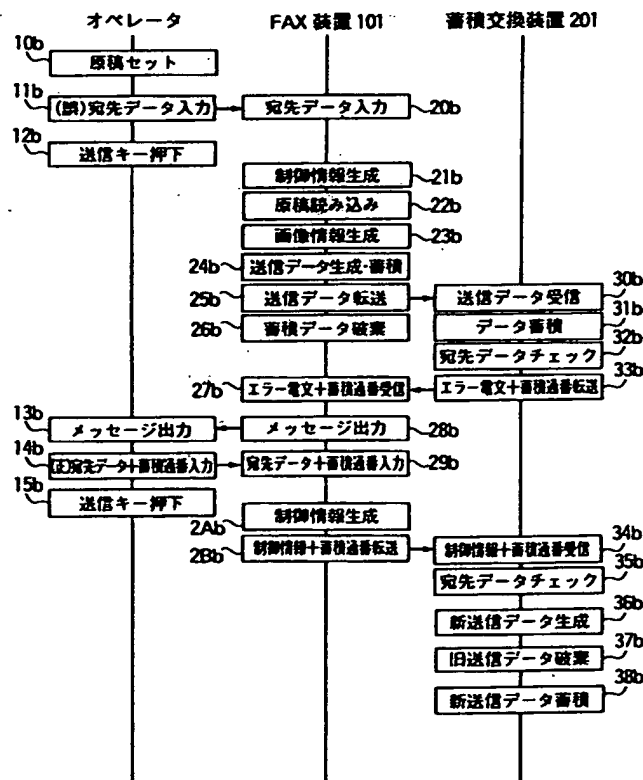 オペレータ FAX 装置 101 蓄積交換装置 201
10b 原稿セット
11b (誤)宛先データ入力 宛先データ入力 20b
12b 送信キー押下
制御情報生成 21b
原稿読み込み 22b
画像情報生成 23b
24b 送信データ生成・蓄積
25b 送信データ転送 送信データ受信 30b
26b 蓄積データ破棄 データ蓄積 31b
宛先データチェック 32b
27b エラー電文+蓄積通番受信 エラー電文+蓄積通番転送 33b
13b メッセージ出力 メッセージ出力 28b
14b (正)宛先データ+蓄積通番入力 宛先データ+蓄積通番入力 29b
15b 送信キー押下
2Ab 制御情報生成
2Bb 制御情報+蓄積通番転送 制御情報+蓄積通番受信 34b
宛先データチェック 35b
新送信データ生成 36b
旧送信データ破棄 37b
新送信データ蓄積 38b